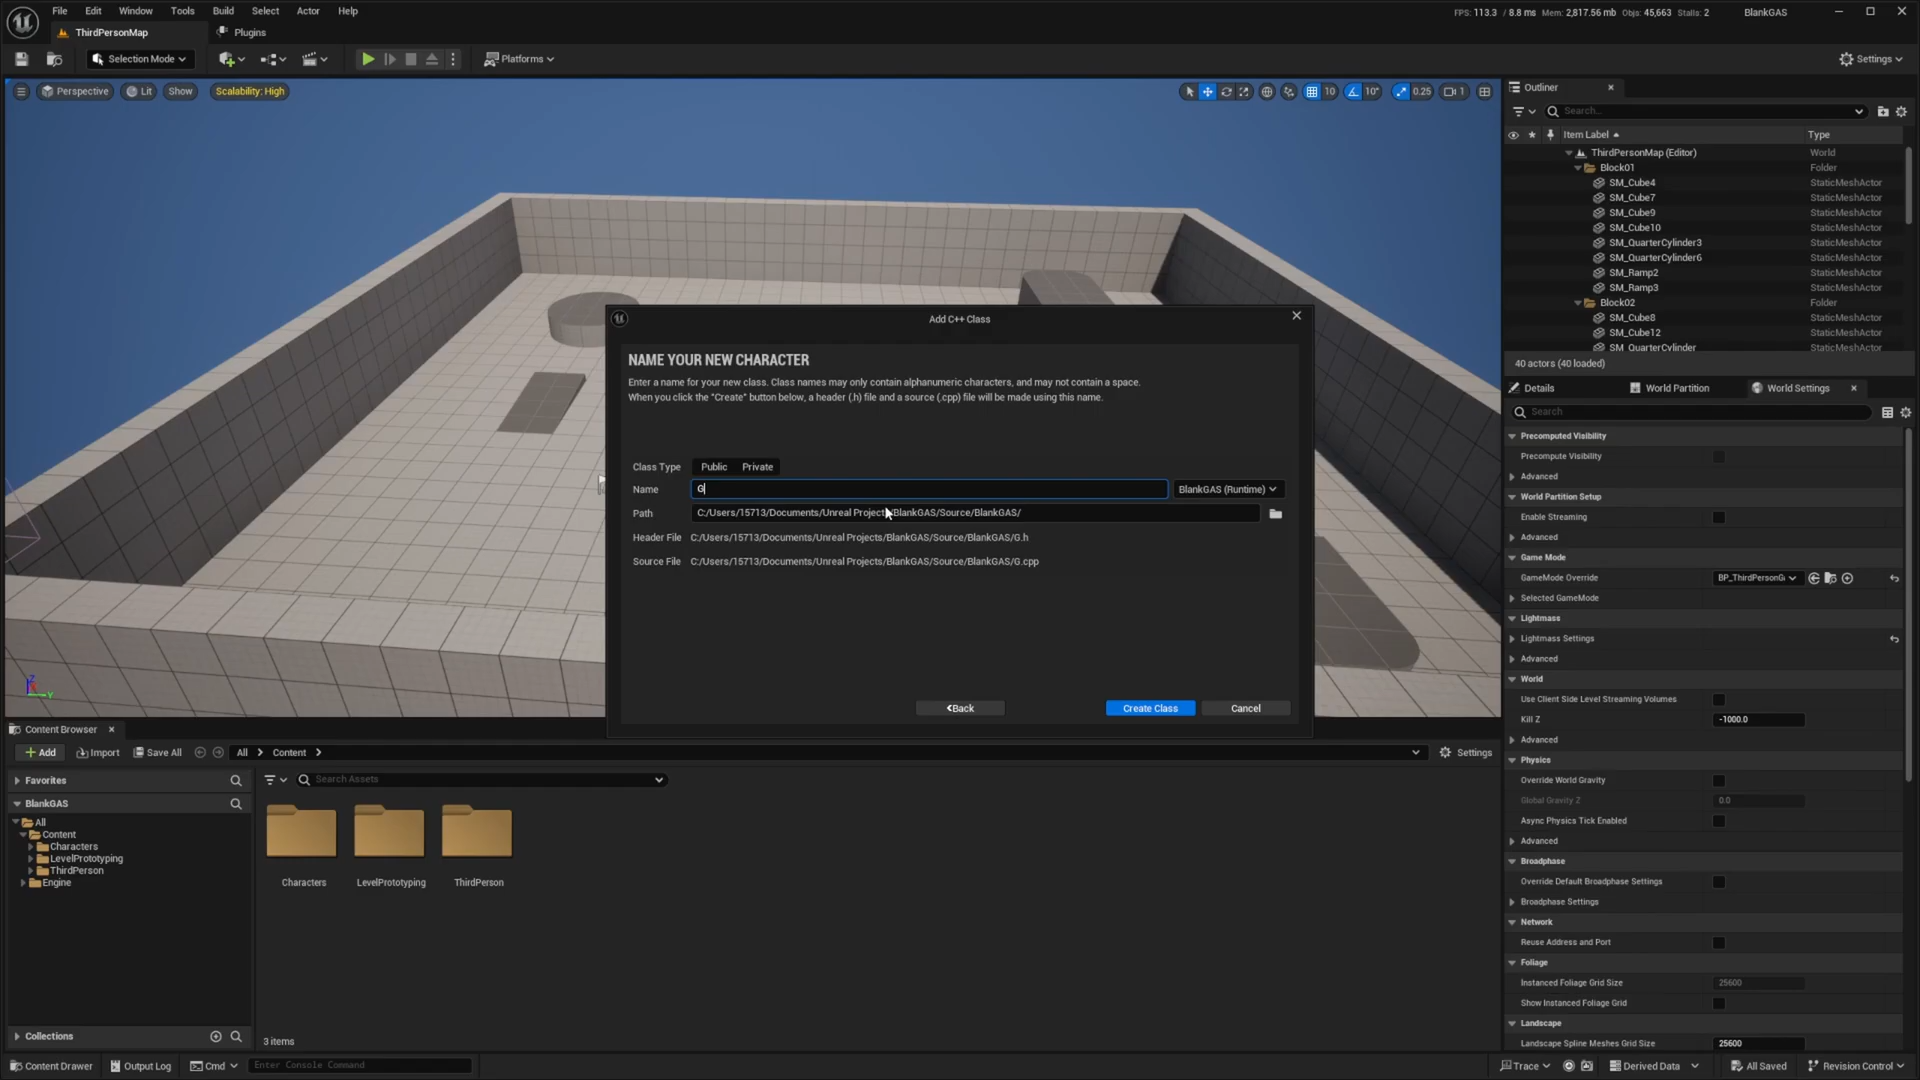 File Edit Window Tools Build Select Actor Help
FPS: 113.3 / 8.8 ms Mem: 2,817.56 mb Objs: 45,663 Stalls: 2 BlankGAS
ThirdPersonMap Plugins
Selection Mode Platforms Settings
Perspective Lit Show Scalability: High 10 10° 0.25 1
Outliner
Search...
Item Label Type
ThirdPersonMap (Editor) World
Block01 Folder
SM_Cube4 StaticMeshActor
SM_Cube7 StaticMeshActor
SM_Cube9 StaticMeshActor
SM_Cube10 StaticMeshActor
SM_QuarterCylinder3 StaticMeshActor
SM_QuarterCylinder6 StaticMeshActor
SM_Ramp2 StaticMeshActor
SM_Ramp3 StaticMeshActor
Block02 Folder
SM_Cube8 StaticMeshActor
SM_Cube12 StaticMeshActor
SM_QuarterCylinder StaticMeshActor
40 actors (40 loaded)
Details World Partition World Settings
Search
Precomputed Visibility
Precompute Visibility
Advanced
World Partition Setup
Enable Streaming
Advanced
Game Mode
GameMode Override BP_ThirdPersonG
Selected GameMode
Lightmass
Lightmass Settings
Advanced
World
Use Client Side Level Streaming Volumes
Kill Z -1000.0
Advanced
Physics
Override World Gravity
Global Gravity Z 0.0
Async Physics Tick Enabled
Advanced
Broadphase
Override Default Broadphase Settings
Broadphase Settings
Network
Reuse Address and Port
Foliage
Instanced Foliage Grid Size 25600
Show Instanced Foliage Grid
Landscape
Landscape Spline Meshes Grid Size 25600
Add C++ Class
NAME YOUR NEW CHARACTER
Enter a name for your new class. Class names may only contain alphanumeric characters, and may not contain a space.
When you click the "Create" button below, a header (.h) file and a source (.cpp) file will be made using this name.
Class Type Public Private
Name G BlankGAS (Runtime)
Path C:/Users/15713/Documents/Unreal Projects/BlankGAS/Source/BlankGAS/
Header File C:/Users/15713/Documents/Unreal Projects/BlankGAS/Source/BlankGAS/G.h
Source File C:/Users/15713/Documents/Unreal Projects/BlankGAS/Source/BlankGAS/G.cpp
Back Create Class Cancel
Content Browser
Add Import Save All All Content Settings
Favorites
Search Assets
BlankGAS
All
Content
Characters
LevelPrototyping
ThirdPerson
Engine
Characters LevelPrototyping ThirdPerson
Collections
3 items
Content Drawer Output Log Cmd Enter Console Command Trace Derived Data All Saved Revision Control